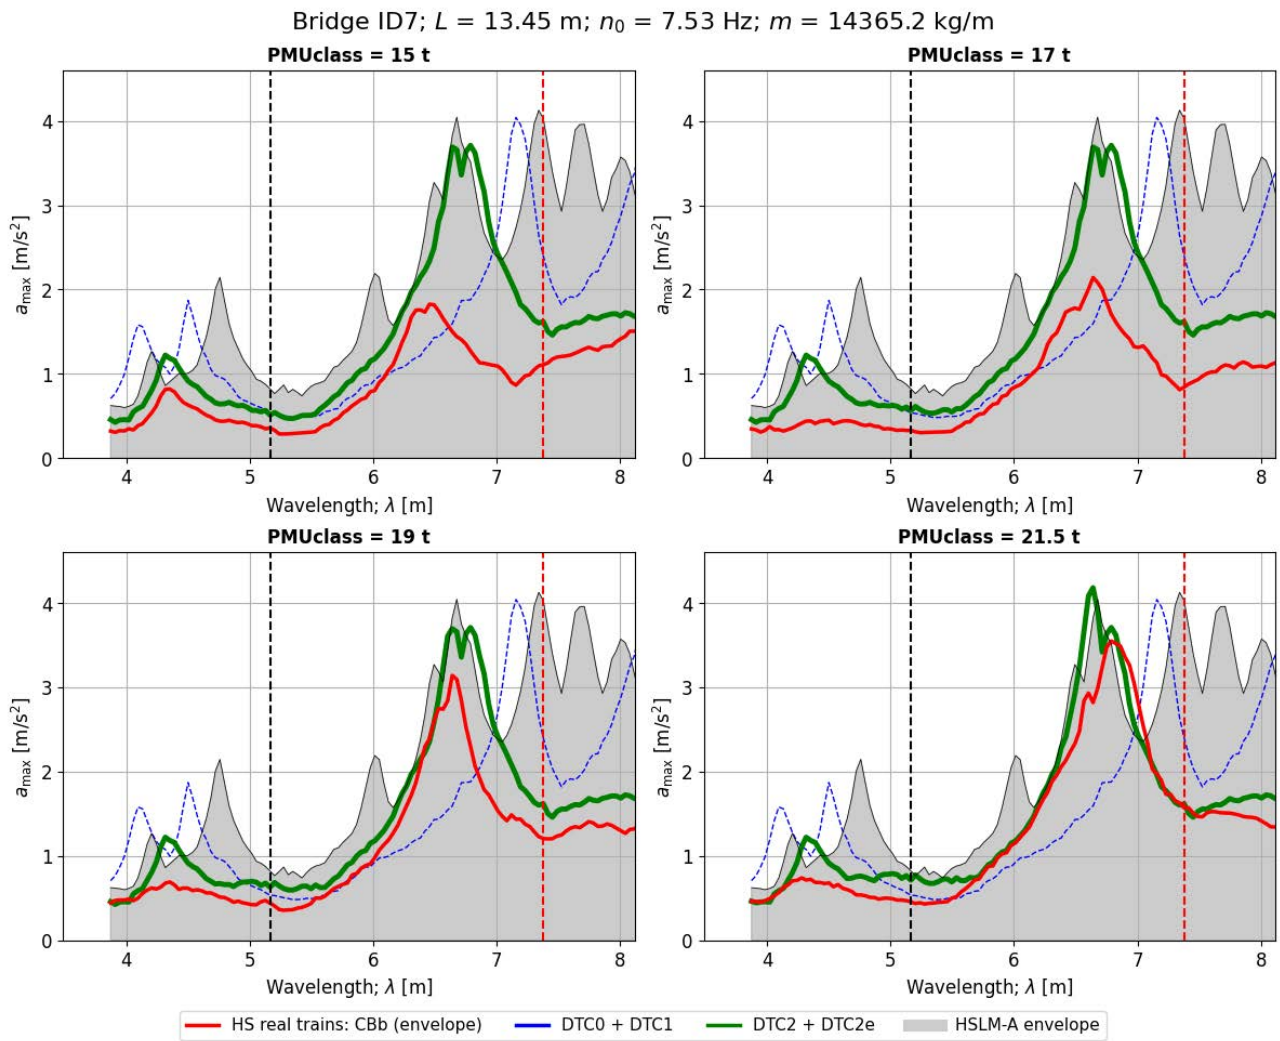 Bridge ID7; L = 13.45 m; n₀ = 7.53 Hz; m = 14365.2 kg/m
PMUclass = 15 t
a_max [m/s²]
4
3
2
1
0
4 5 6 7 8
Wavelength; λ [m]
PMUclass = 17 t
a_max [m/s²]
4
3
2
1
0
4 5 6 7 8
Wavelength; λ [m]
PMUclass = 19 t
a_max [m/s²]
4
3
2
1
0
4 5 6 7 8
Wavelength; λ [m]
PMUclass = 21.5 t
a_max [m/s²]
4
3
2
1
0
4 5 6 7 8
Wavelength; λ [m]
HS real trains: CBb (envelope) DTC0 + DTC1 DTC2 + DTC2e HSLM-A envelope